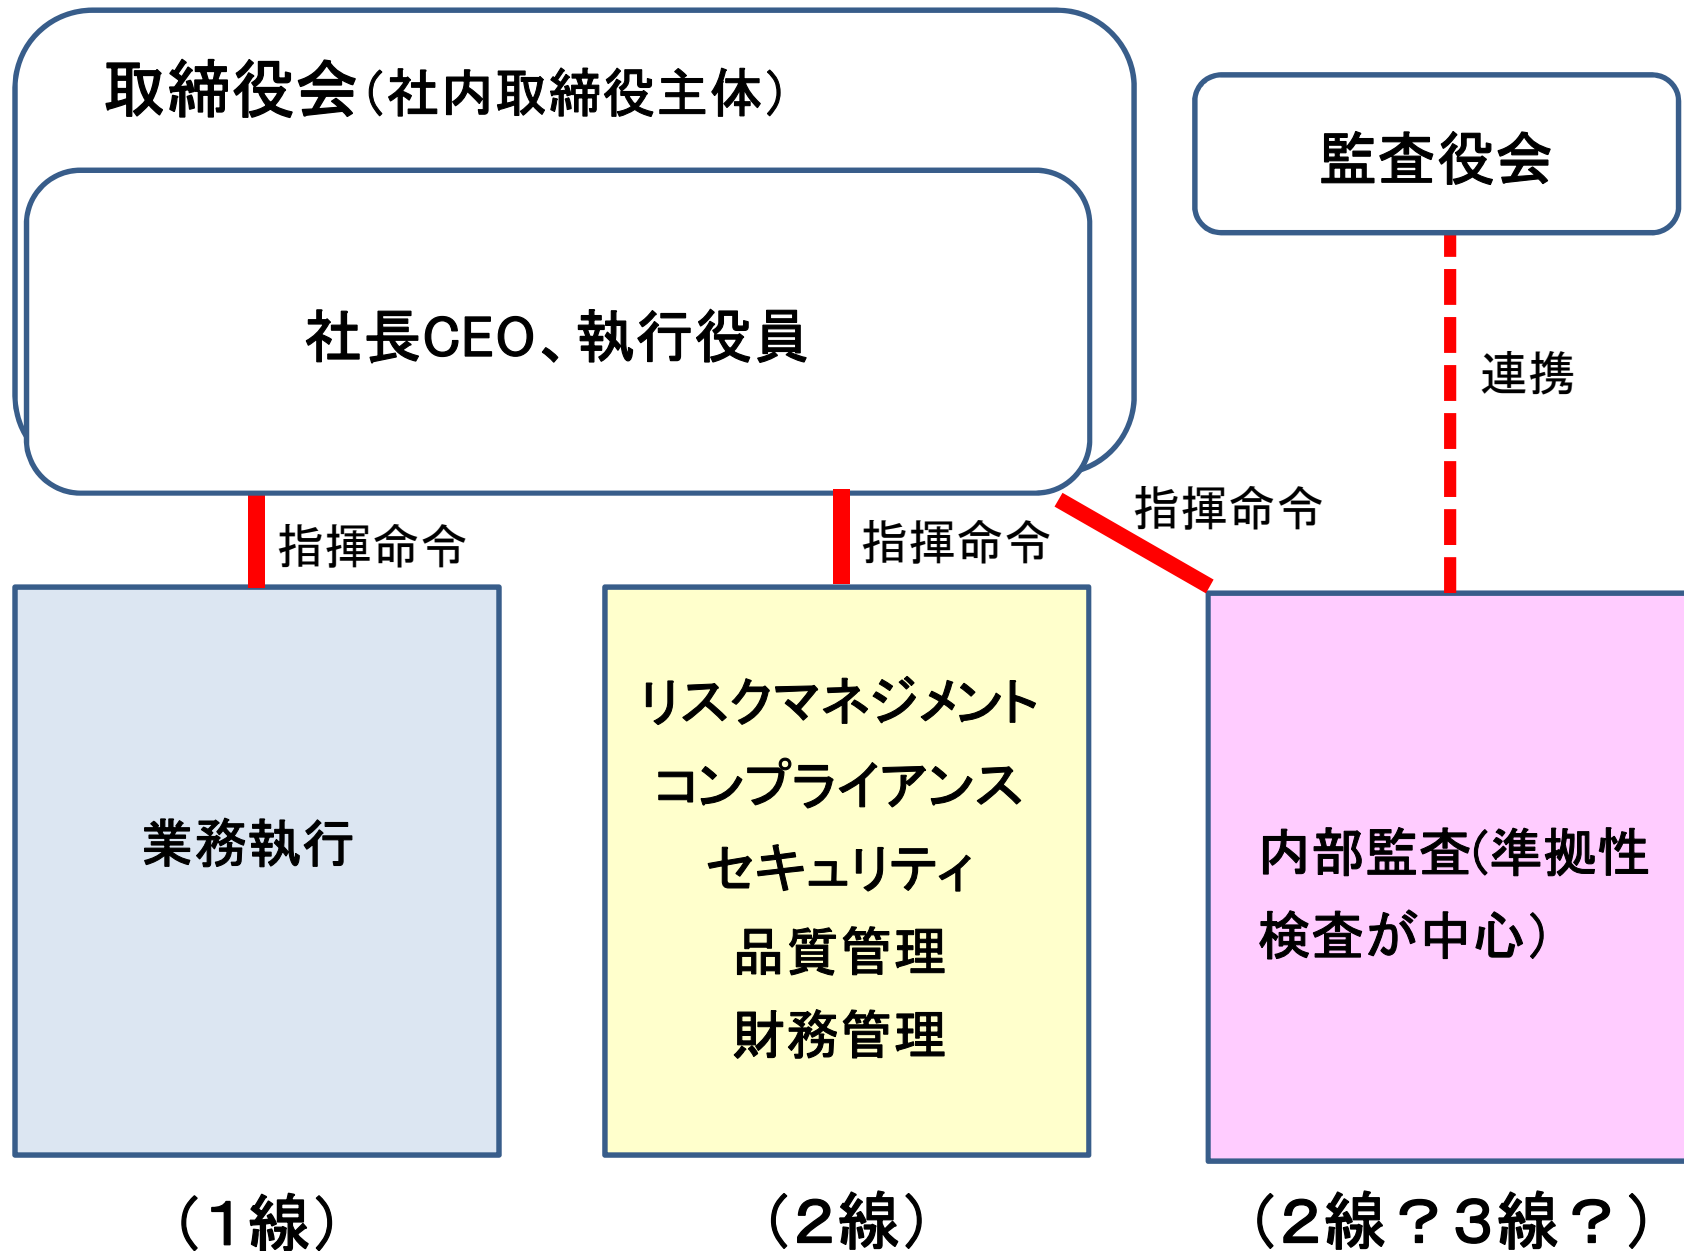 取締役会（社内取締役主体）
監査役会
社長CEO、執行役員
連携
指揮命令
指揮命令
指揮命令
業務執行
リスクマネジメント
コンプライアンス
セキュリティ
品質管理
財務管理
内部監査(準拠性
検査が中心）
（１線）
（２線）
（２線？３線？）